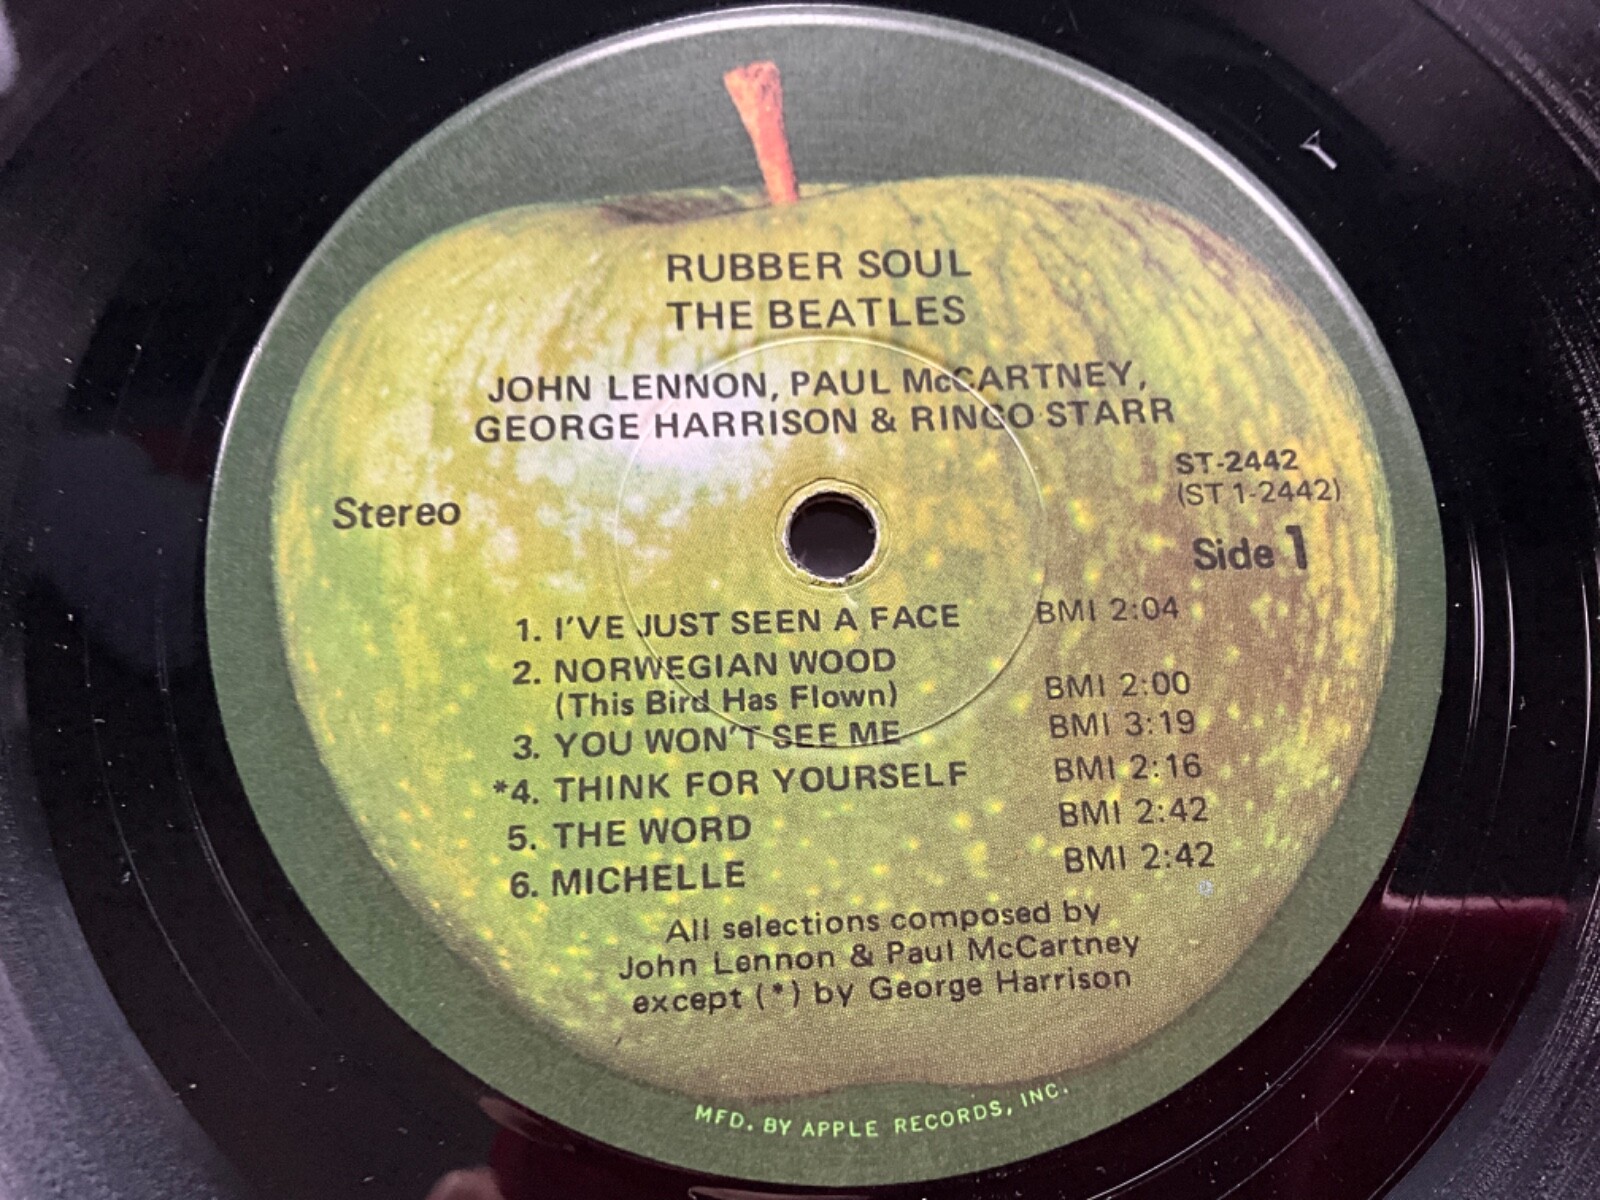 RUBBER SOUL
THE BEATLES
JOHN LENNON, PAUL McCARTNEY,
GEORGE HARRISON & RINGO STARR
Stereo
ST-2442
(ST 1-2442)
Side 1
1. I'VE JUST SEEN A FACE BMI 2:04
2. NORWEGIAN WOOD
(This Bird Has Flown) BMI 2:00
3. YOU WON'T SEE ME BMI 3:19
*4. THINK FOR YOURSELF BMI 2:16
5. THE WORD BMI 2:42
6. MICHELLE BMI 2:42
All selections composed by
John Lennon & Paul McCartney
except (*) by George Harrison
MFD. BY APPLE RECORDS, INC.